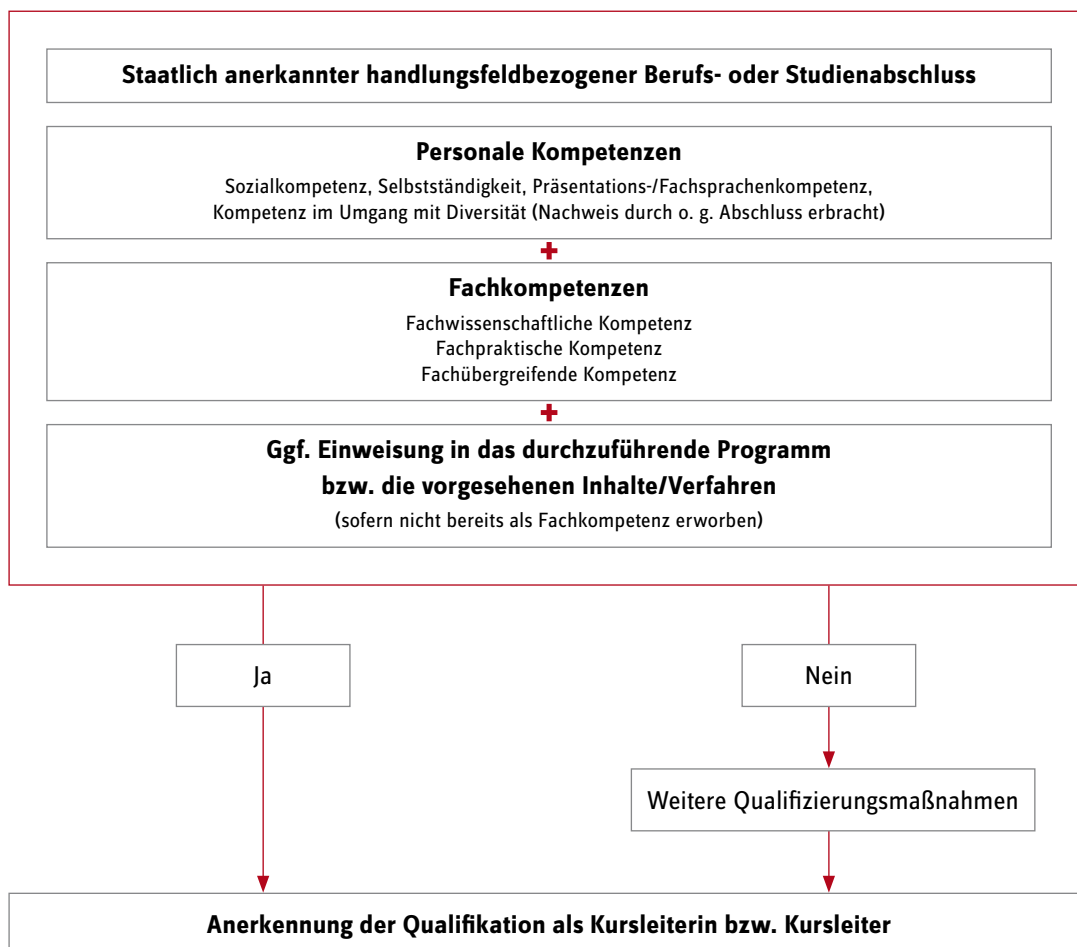 Staatlich anerkannter handlungsfeldbezogener Berufs- oder Studienabschluss
Personale Kompetenzen
Sozialkompetenz, Selbstständigkeit, Präsentations-/Fachsprachenkompetenz,
Kompetenz im Umgang mit Diversität (Nachweis durch o. g. Abschluss erbracht)
+
Fachkompetenzen
Fachwissenschaftliche Kompetenz
Fachpraktische Kompetenz
Fachübergreifende Kompetenz
+
Ggf. Einweisung in das durchzuführende Programm
bzw. die vorgesehenen Inhalte/Verfahren
(sofern nicht bereits als Fachkompetenz erworben)
Ja
Nein
Weitere Qualifizierungsmaßnahmen
Anerkennung der Qualifikation als Kursleiterin bzw. Kursleiter